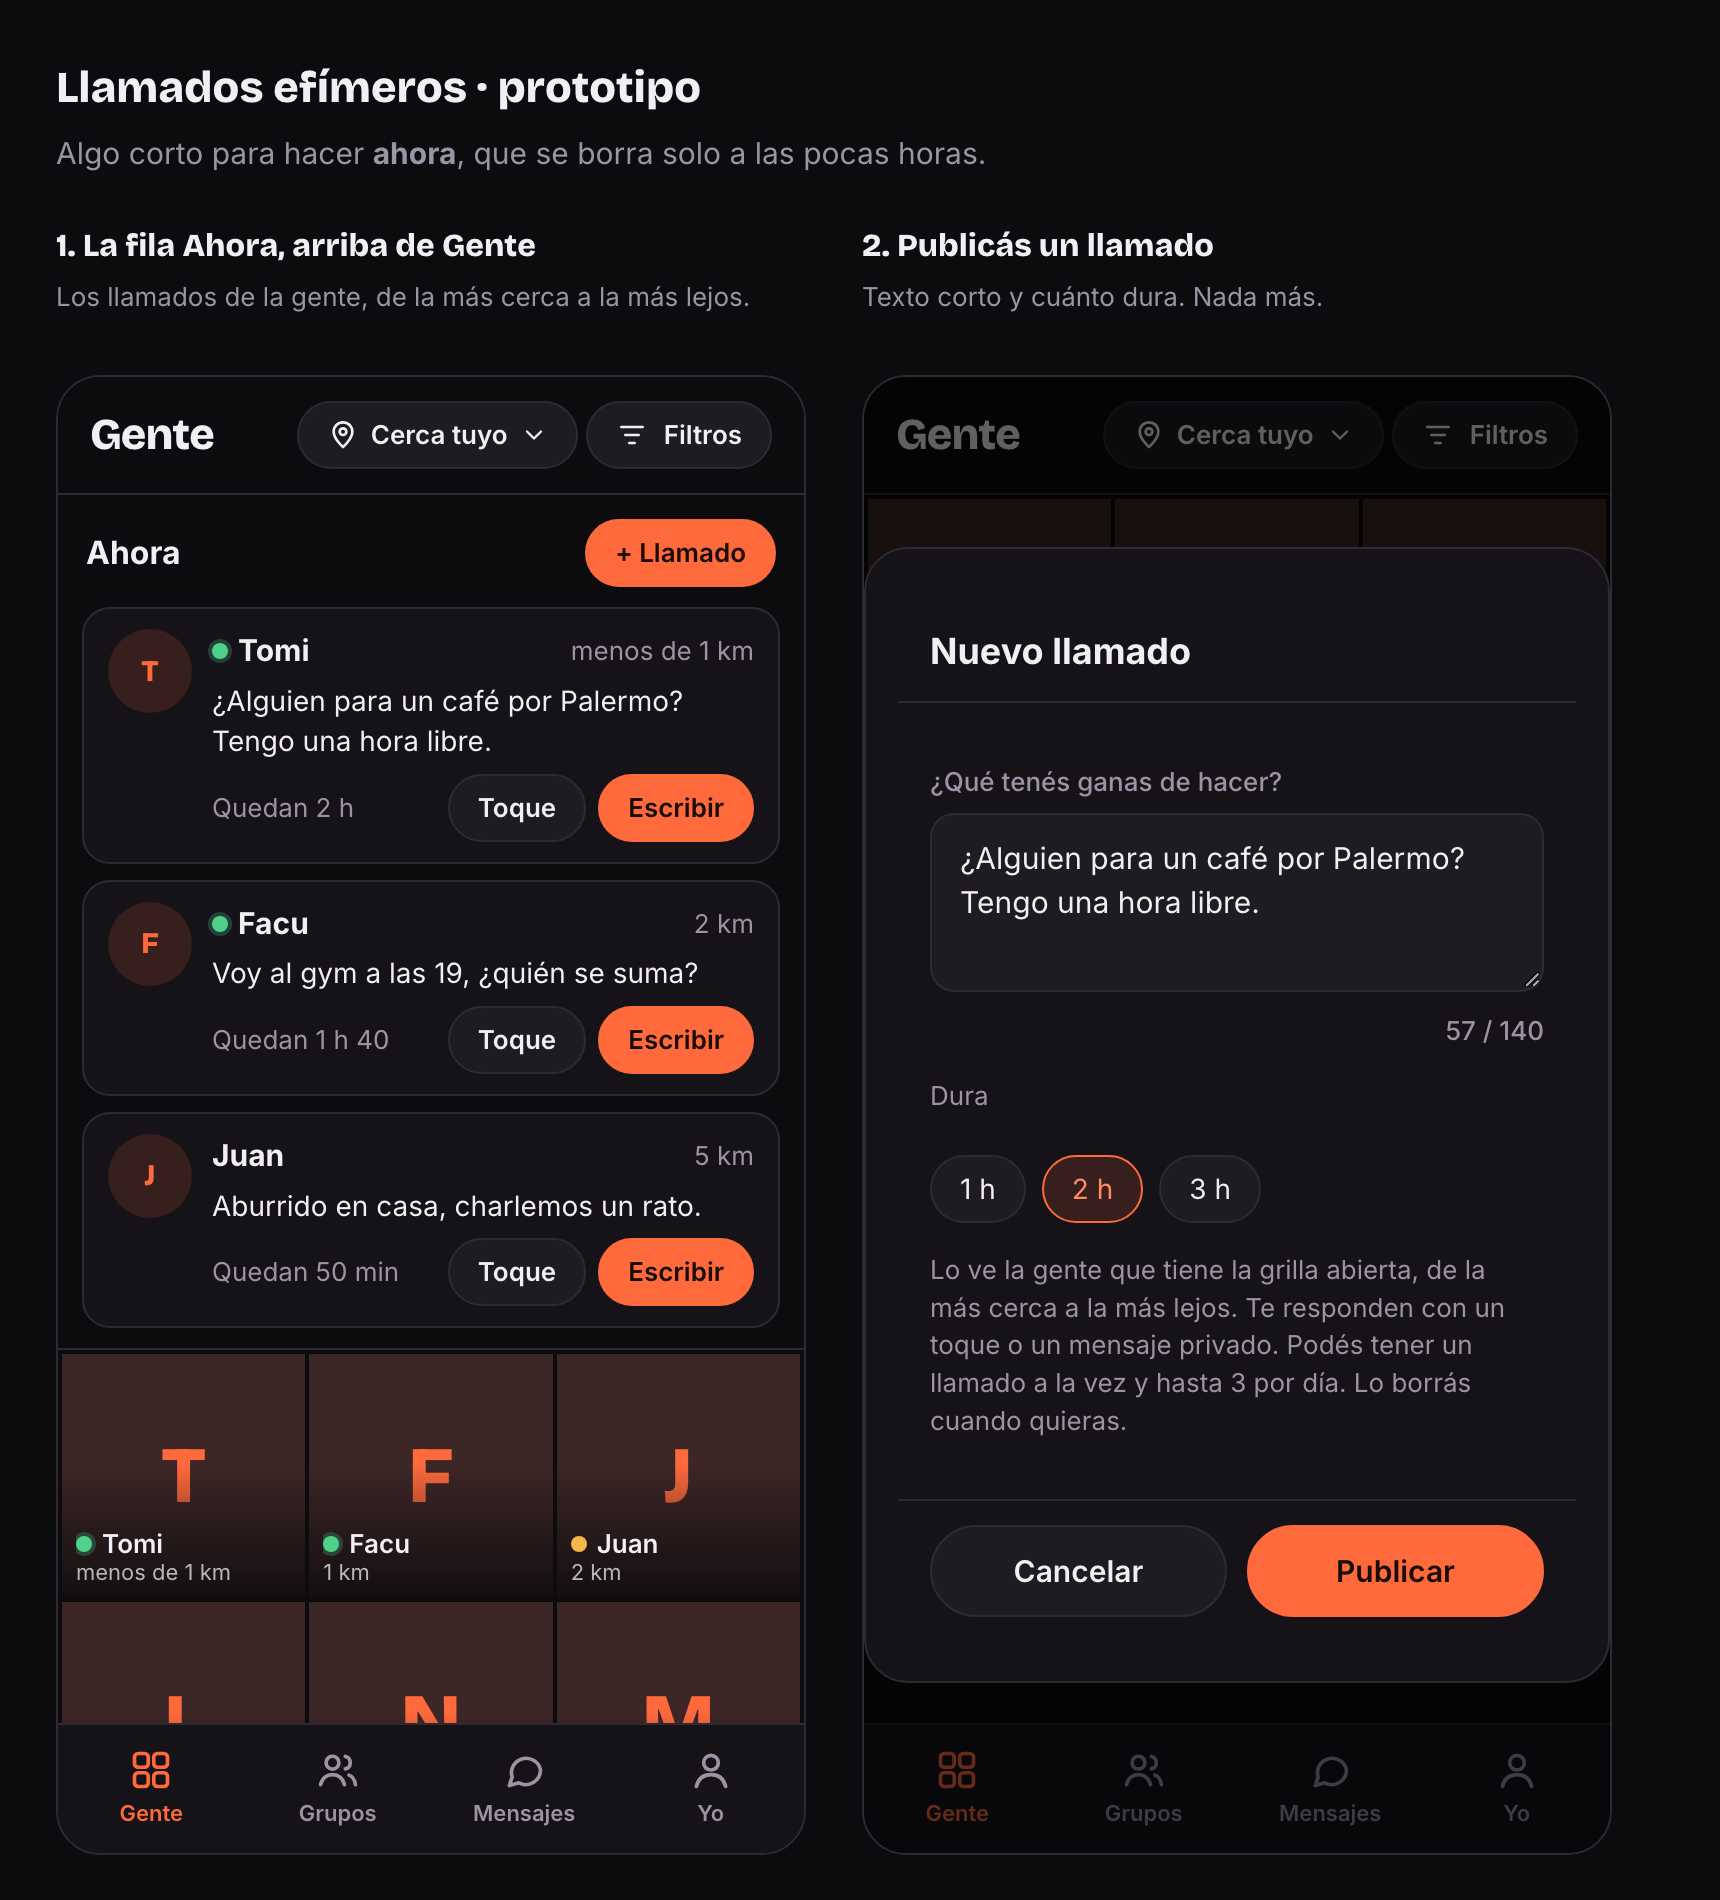 Llamados efímeros · prototipo
Algo corto para hacer ahora, que se borra solo a las pocas horas.
1. La fila Ahora, arriba de Gente
Los llamados de la gente, de la más cerca a la más lejos.
Gente
Cerca tuyo
Filtros
Ahora
+ Llamado
T
Tomi
menos de 1 km
¿Alguien para un café por Palermo?
Tengo una hora libre.
Quedan 2 h
Toque
Escribir
F
Facu
2 km
Voy al gym a las 19, ¿quién se suma?
Quedan 1 h 40
Toque
Escribir
J
Juan
5 km
Aburrido en casa, charlemos un rato.
Quedan 50 min
Toque
Escribir
T
Tomi
menos de 1 km
F
Facu
1 km
J
Juan
2 km
N
M
Gente
Grupos
Mensajes
Yo
2. Publicás un llamado
Texto corto y cuánto dura. Nada más.
Gente
Cerca tuyo
Filtros
Nuevo llamado
¿Qué tenés ganas de hacer?
¿Alguien para un café por Palermo?
Tengo una hora libre.
57 / 140
Dura
1 h
2 h
3 h
Lo ve la gente que tiene la grilla abierta, de la
más cerca a la más lejos. Te responden con un
toque o un mensaje privado. Podés tener un
llamado a la vez y hasta 3 por día. Lo borrás
cuando quieras.
Cancelar
Publicar
Gente
Grupos
Mensajes
Yo